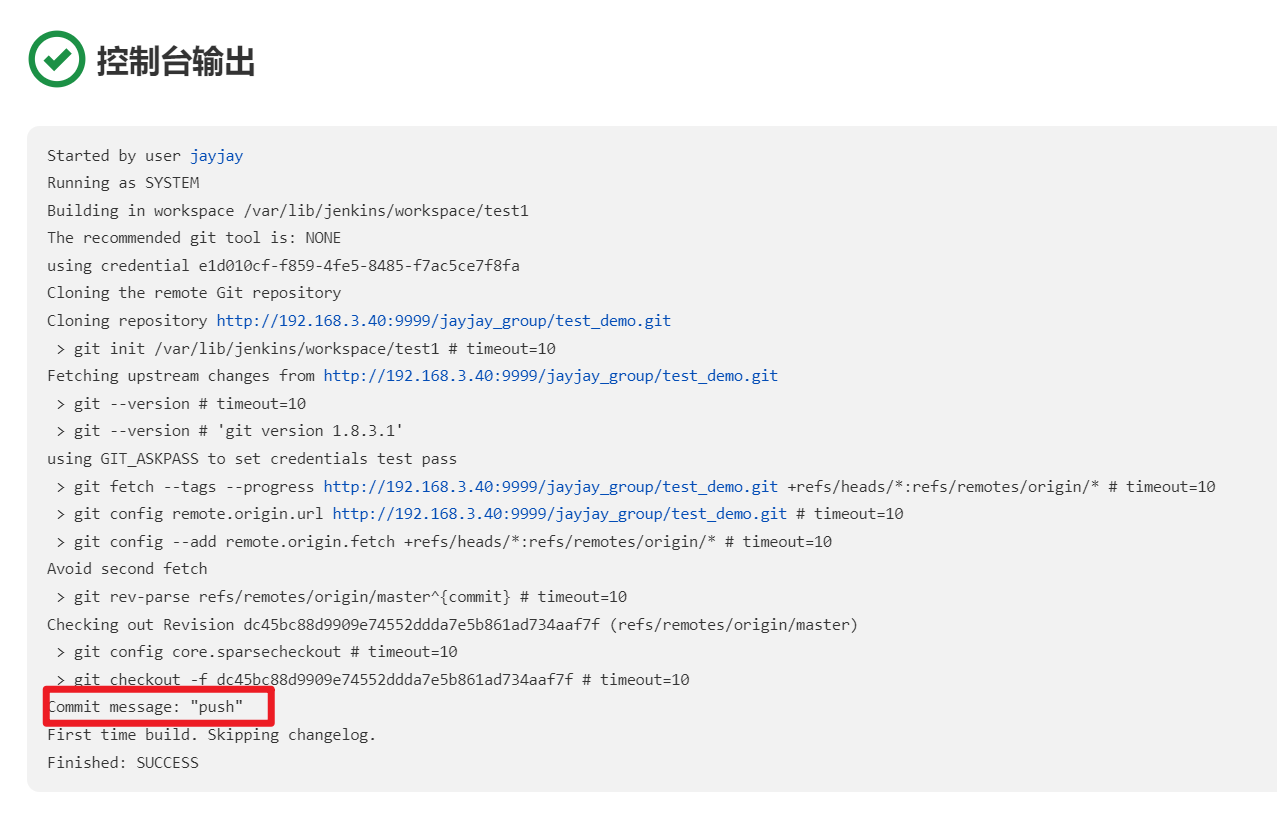 控制台输出
Started by user jayjay
Running as SYSTEM
Building in workspace /var/lib/jenkins/workspace/test1
The recommended git tool is: NONE
using credential e1d010cf-f859-4fe5-8485-f7ac5ce7f8fa
Cloning the remote Git repository
Cloning repository http://192.168.3.40:9999/jayjay_group/test_demo.git
 > git init /var/lib/jenkins/workspace/test1 # timeout=10
Fetching upstream changes from http://192.168.3.40:9999/jayjay_group/test_demo.git
 > git --version # timeout=10
 > git --version # 'git version 1.8.3.1'
using GIT_ASKPASS to set credentials test pass
 > git fetch --tags --progress http://192.168.3.40:9999/jayjay_group/test_demo.git +refs/heads/*:refs/remotes/origin/* # timeout=10
 > git config remote.origin.url http://192.168.3.40:9999/jayjay_group/test_demo.git # timeout=10
 > git config --add remote.origin.fetch +refs/heads/*:refs/remotes/origin/* # timeout=10
Avoid second fetch
 > git rev-parse refs/remotes/origin/master^{commit} # timeout=10
Checking out Revision dc45bc88d9909e74552ddda7e5b861ad734aaf7f (refs/remotes/origin/master)
 > git config core.sparsecheckout # timeout=10
 > git checkout -f dc45bc88d9909e74552ddda7e5b861ad734aaf7f # timeout=10
Commit message: "push"
First time build. Skipping changelog.
Finished: SUCCESS